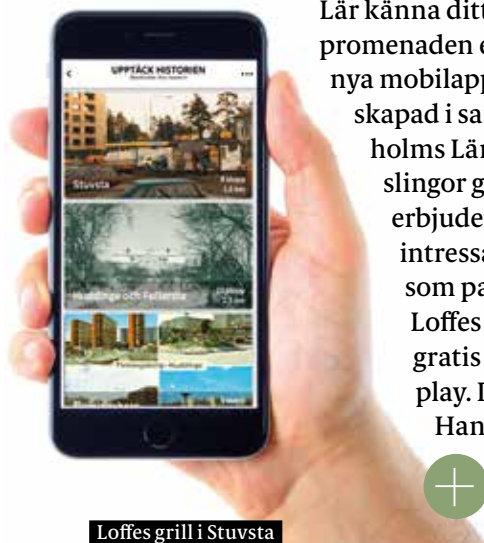 Lär känna ditt
promenaden e
nya mobilapp
skapad i sa
holms Län
slingor g
erbjude
intressa
som pa
Loffes
gratis
play. D
Han
UPPTÄCK HISTORIEN
Stuvsta
Huddinge och Fullersta
Loffes grill i Stuvsta